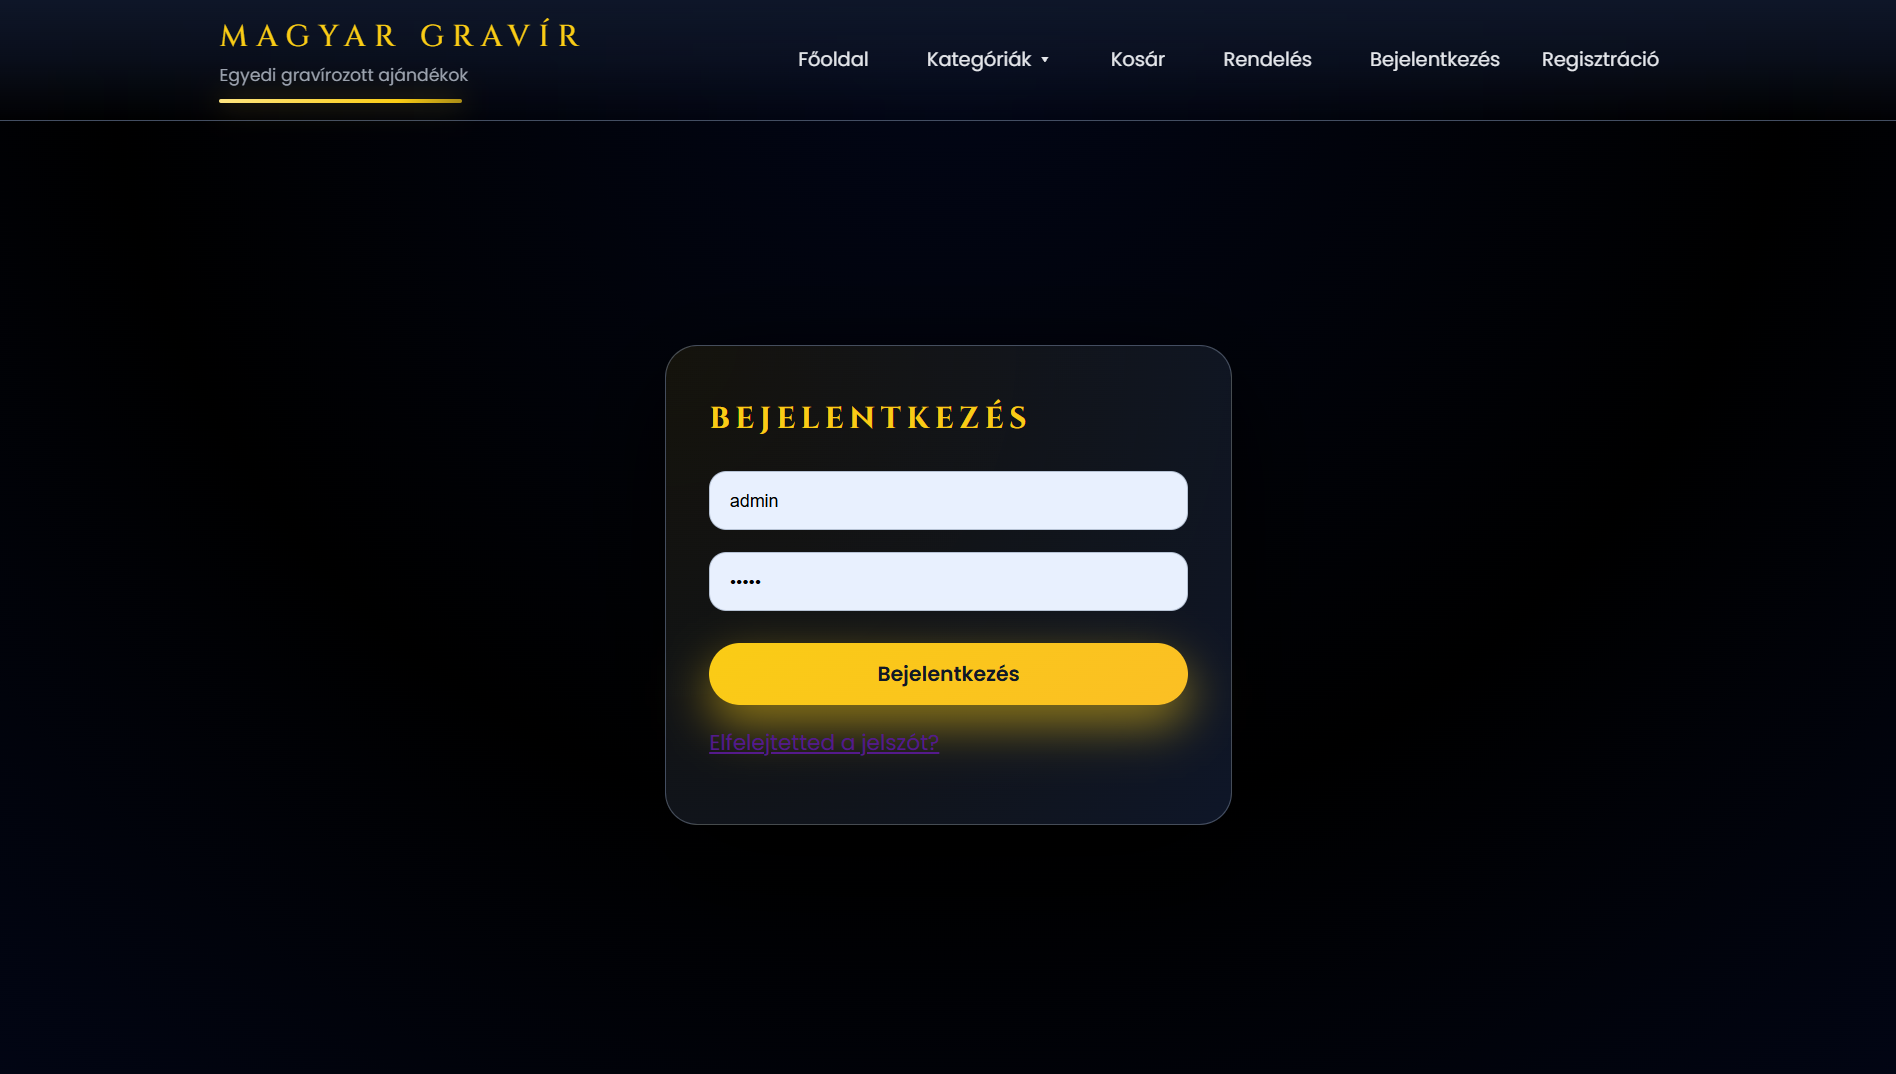 MAGYAR GRAVÍR
Egyedi gravírozott ajándékok
Főoldal
Kategóriák
Kosár
Rendelés
Bejelentkezés
Regisztráció
BEJELENTKEZÉS
admin
•••••
Bejelentkezés
Elfelejtetted a jelszót?